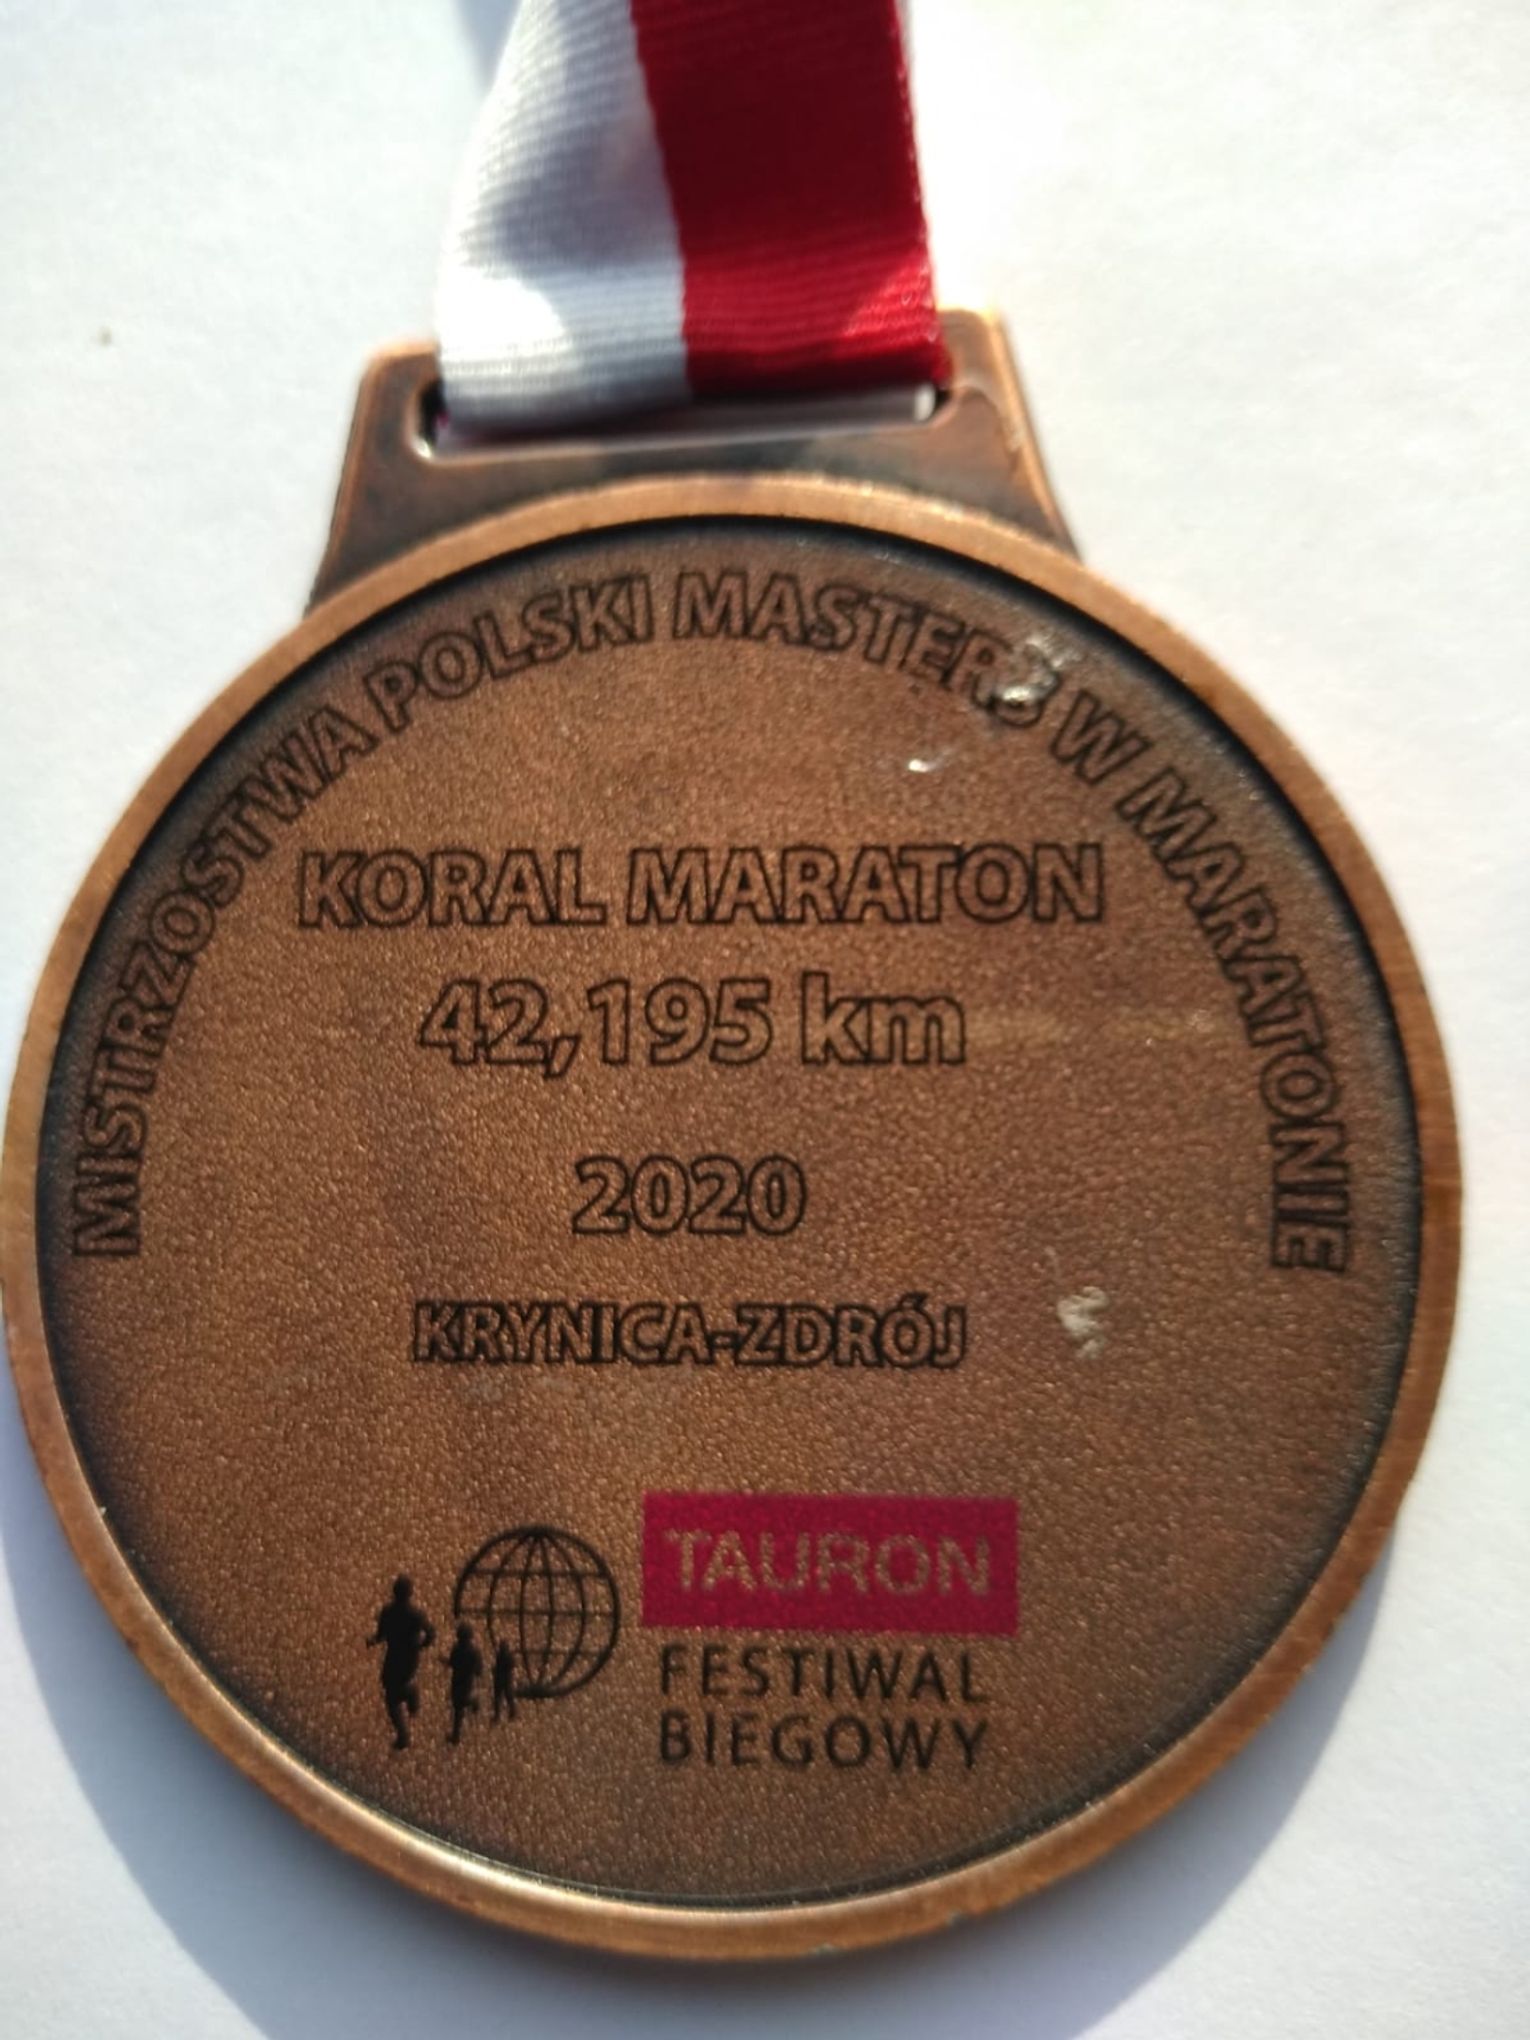 MISTRZOSTWA POLSKI MASTERS W MARATONIE
KORAL MARATON
42,195 km
2020
KRYNICA-ZDRÓJ
TAURON
FESTIWAL
BIEGOWY